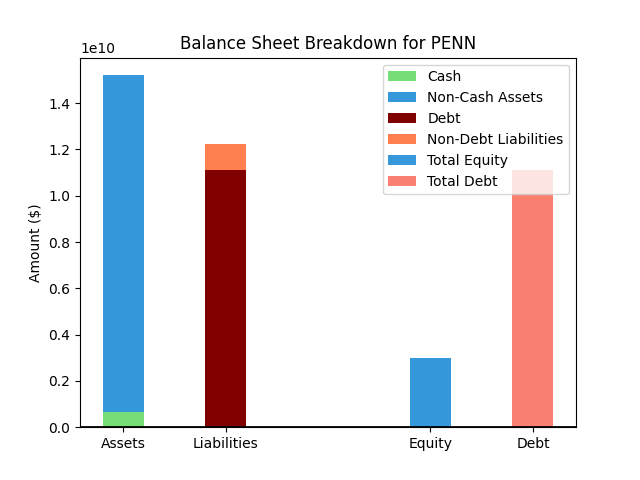 Balance Sheet Breakdown for PENN
1e10
Cash
Non-Cash Assets
Debt
Non-Debt Liabilities
Total Equity
Total Debt
Amount ($)
1.4
1.2
1.0
0.8
0.6
0.4
0.2
0.0
Assets Liabilities Equity Debt